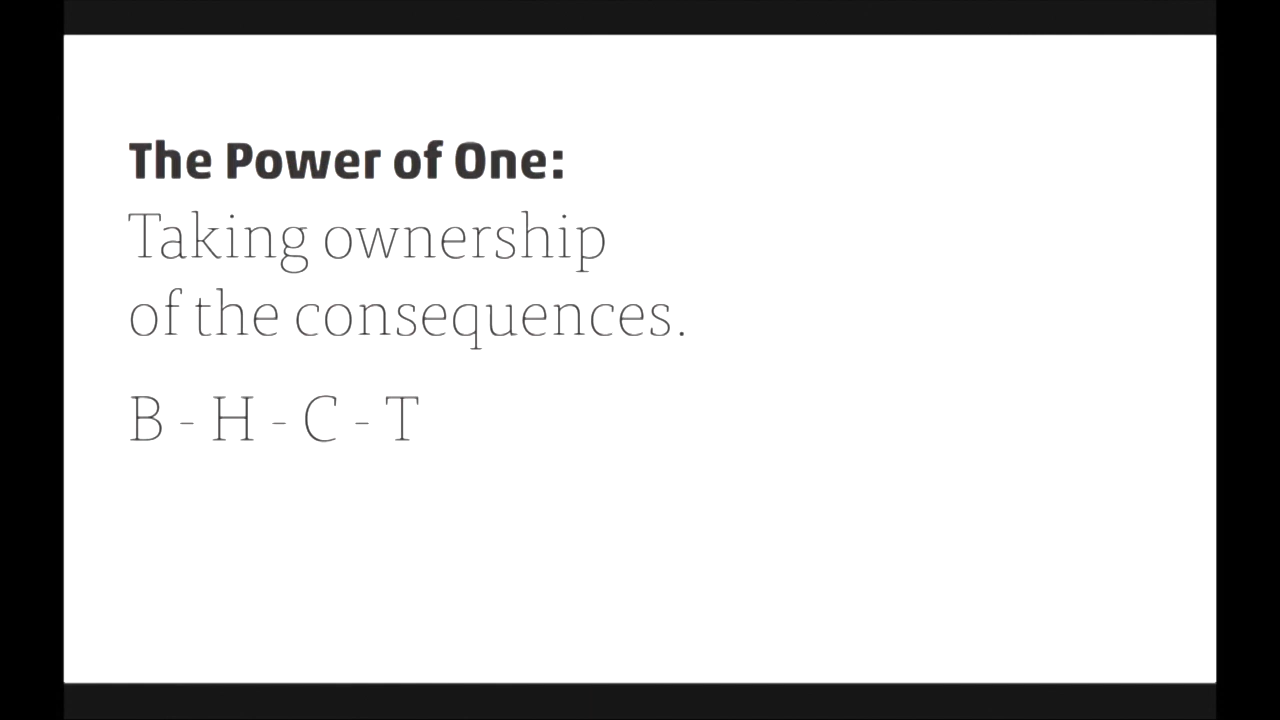 The Power of One:
Taking ownership
of the consequences.
B - H - C - T